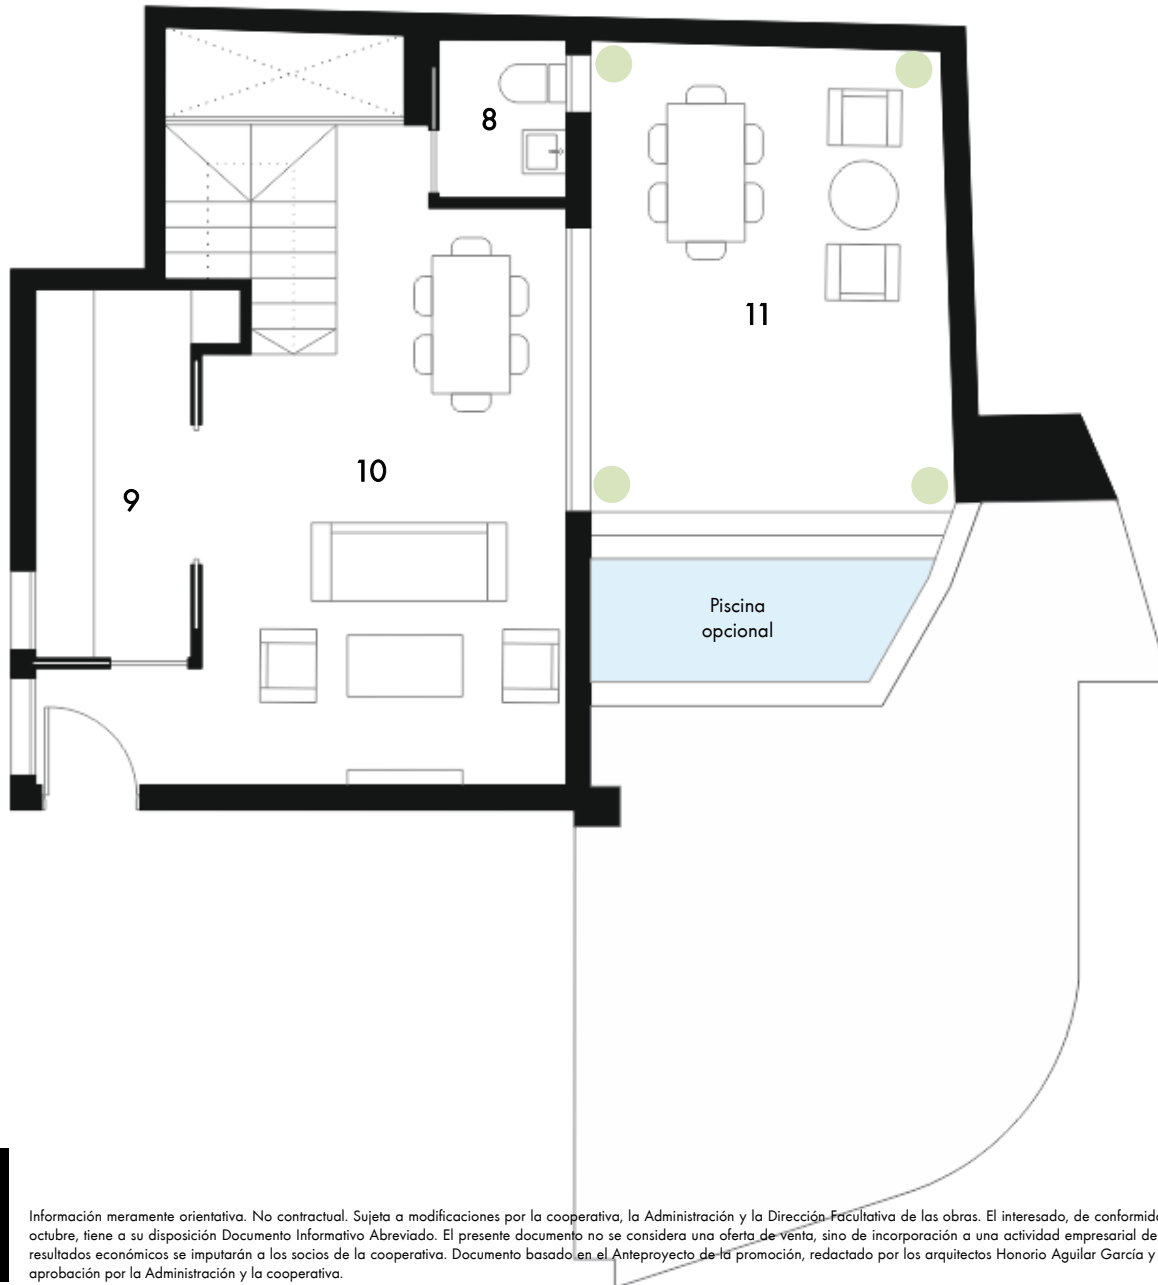 8
11
10
9
Piscina
opcional
Información meramente orientativa. No contractual. Sujeta a modificaciones por la cooperativa, la Administración y la Dirección Facultativa de las obras. El interesado, de
octubre, tiene a su disposición Documento Informativo Abreviado. El presente documento no se considera una oferta de venta, sino de incorporación a una actividad empresarial de
resultados económicos se imputarán a los socios de la cooperativa. Documento basado en el Anteproyecto de la promoción, redactado por los arquitectos Honorio Aguilar García y
aprobación por la Administración y la cooperativa.